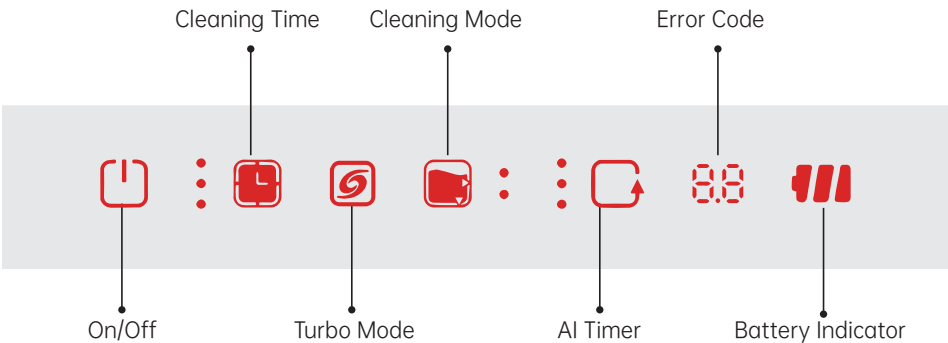 Cleaning Time Cleaning Mode Error Code
8.8
On/Off Turbo Mode AI Timer Battery Indicator